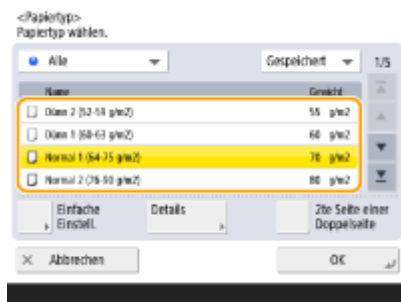 <Papiertyp>
Papiertyp wählen.
Alle
Gespeichert
1/5
Name
Gewicht
Dünn 2 (52-59 g/m2)
55 g/m2
Dünn 1 (60-63 g/m2)
60 g/m2
Normal 1 (64-75 g/m2)
70 g/m2
Normal 2 (76-90 g/m2)
80 g/m2
Einfache
Einstell.
Details
2te Seite einer
Doppelseite
Abbrechen
OK